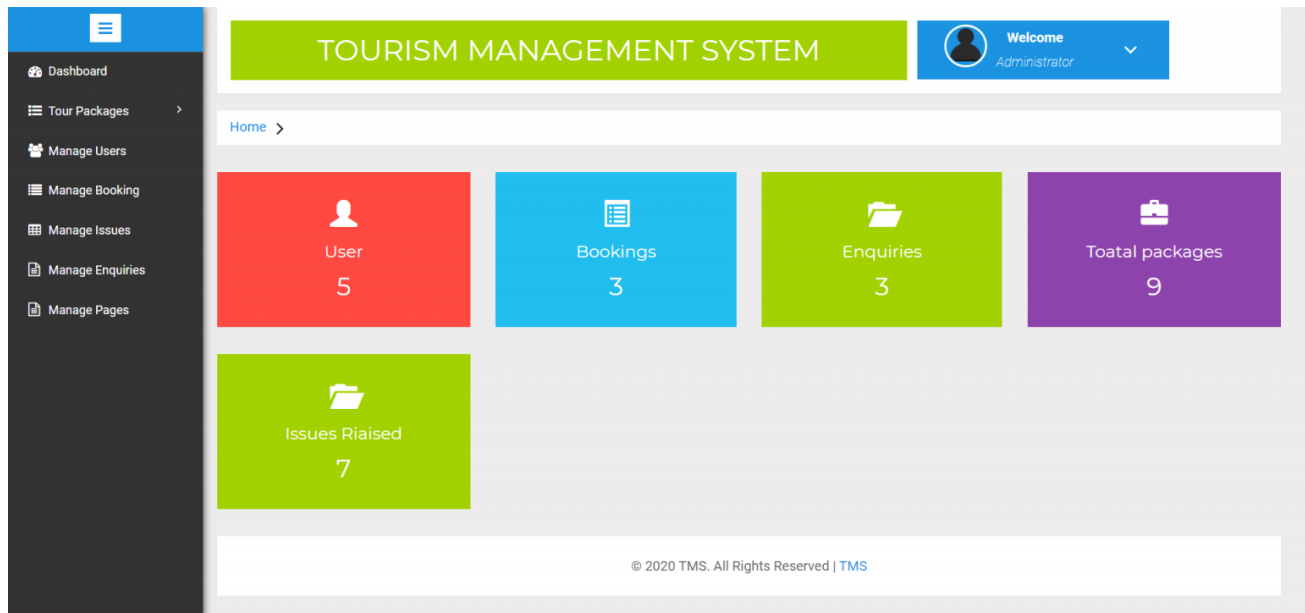 TOURISM MANAGEMENT SYSTEM
Welcome
Administrator
Dashboard
Tour Packages
Manage Users
Manage Booking
Manage Issues
Manage Enquiries
Manage Pages
Home
User
5
Bookings
3
Enquiries
3
Toatal packages
9
Issues Riaised
7
© 2020 TMS. All Rights Reserved | TMS